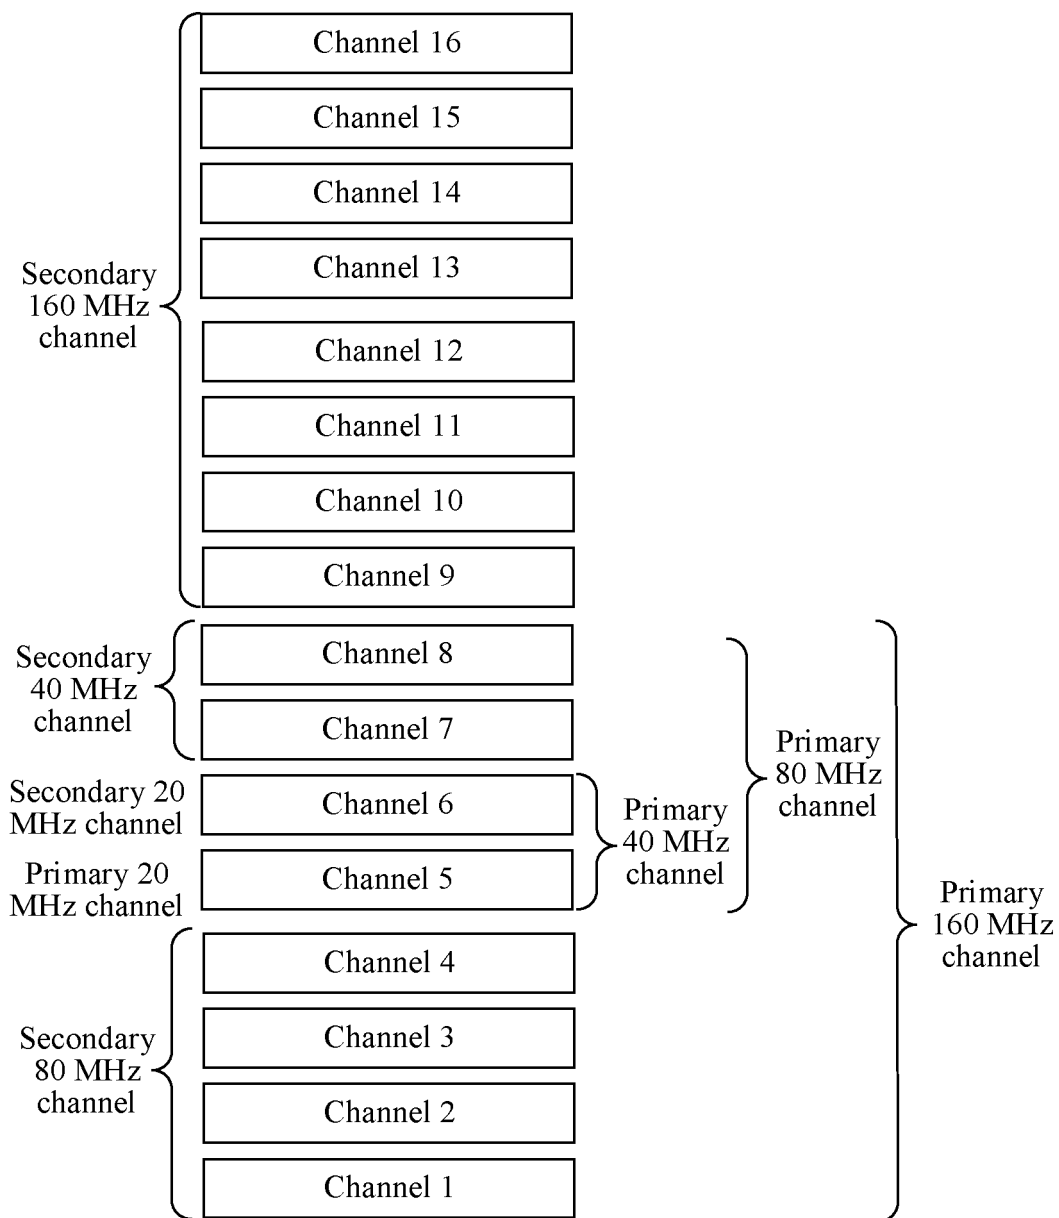 Channel 16
Channel 15
Channel 14
Channel 13
Secondary
160 MHz
channel
Channel 12
Channel 11
Channel 10
Channel 9
Secondary
40 MHz
channel
Channel 8
Channel 7
Secondary 20
MHz channel
Channel 6
Primary 20
MHz channel
Channel 5
Primary
40 MHz
channel
Primary
80 MHz
channel
Primary
160 MHz
channel
Secondary
80 MHz
channel
Channel 4
Channel 3
Channel 2
Channel 1